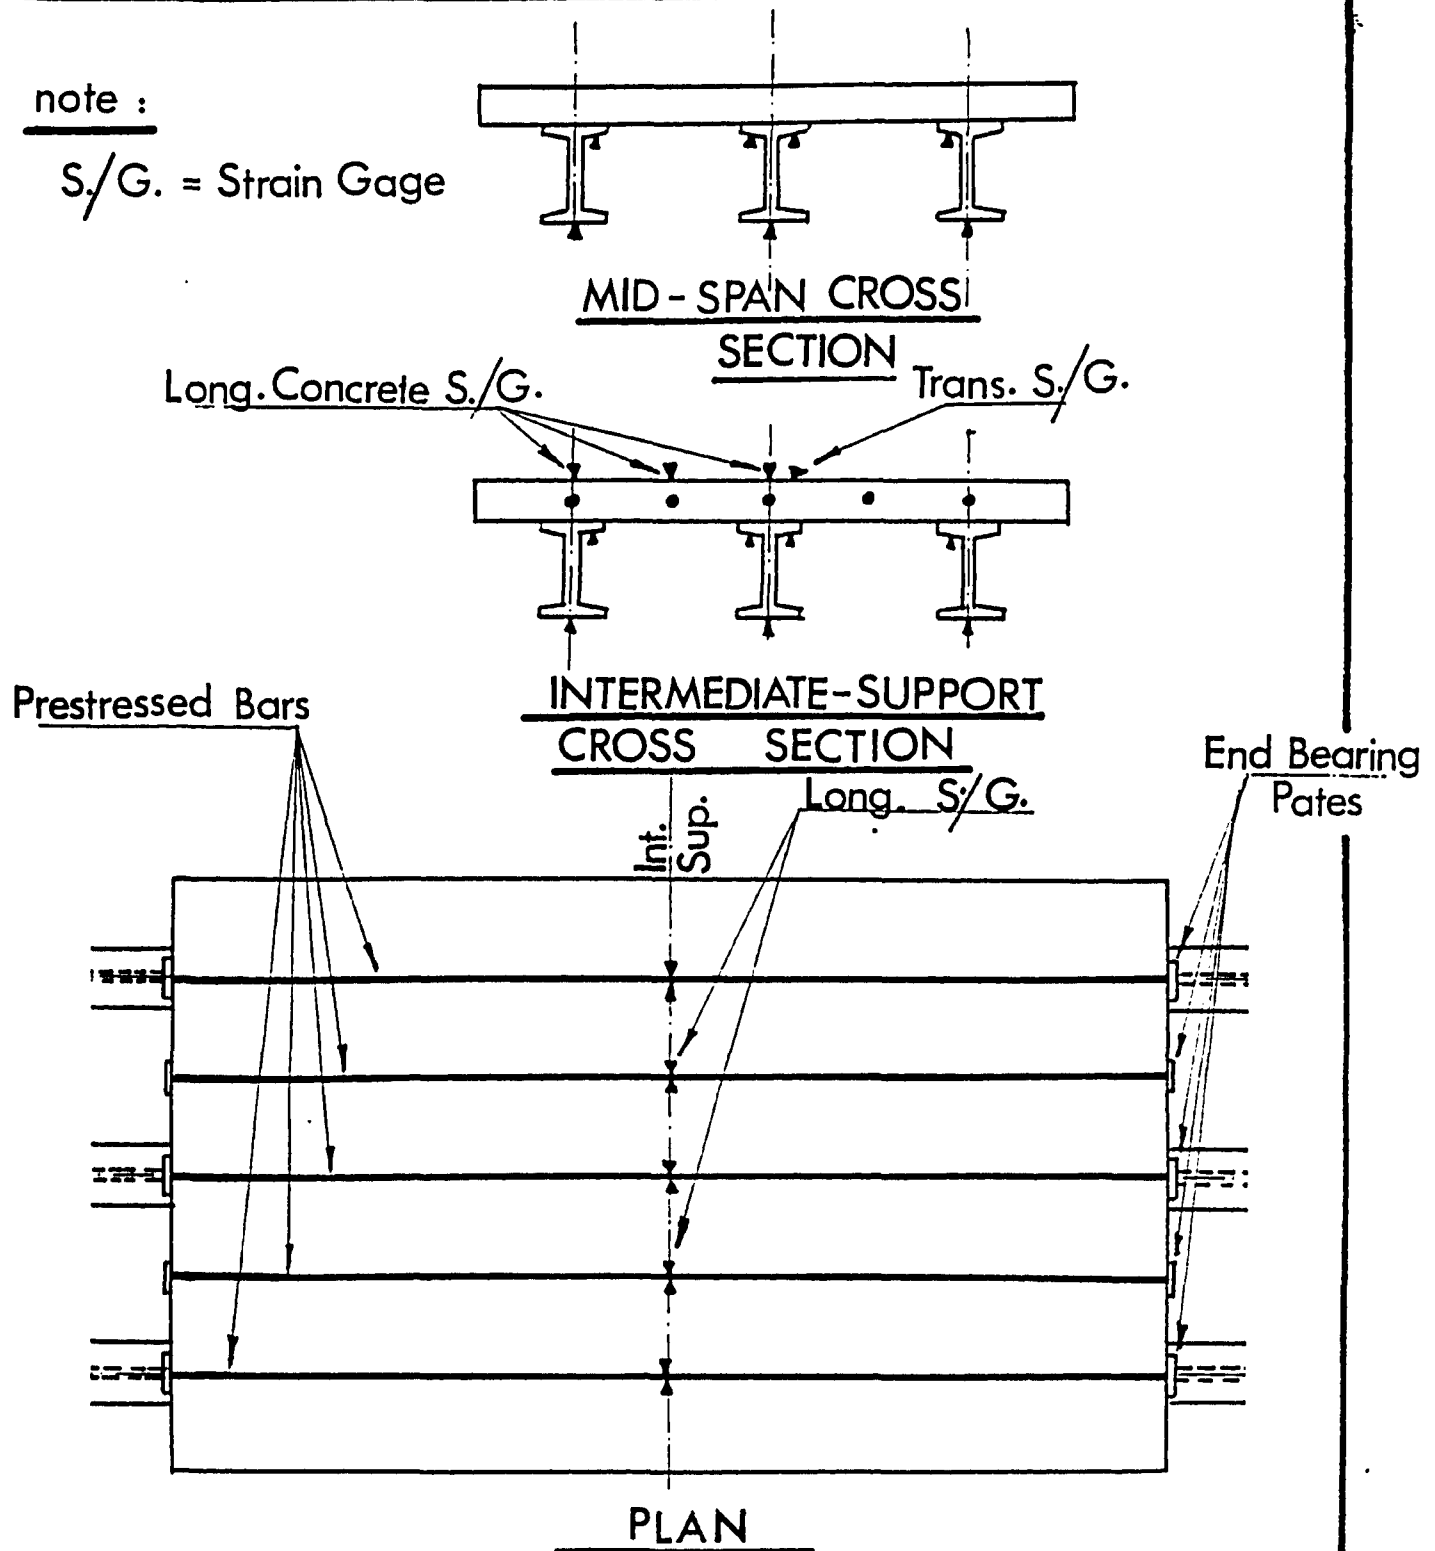 note :
S./G. = Strain Gage
MID-SPAN CROSS
SECTION
Long. Concrete S./G.
Trans. S./G.
INTERMEDIATE-SUPPORT
CROSS SECTION
Prestressed Bars
End Bearing
Pates
Long. S/G.
Int.
Sup.
PLAN